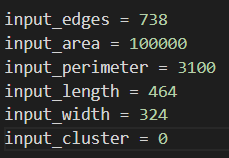 input_edges = 738
input_area = 100000
input_perimeter = 3100
input_length = 464
input_width = 324
input_cluster = 0